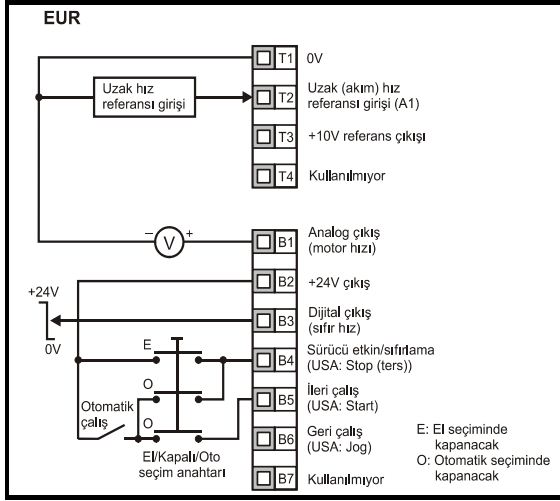 EUR
T1 0V
Uzak hız
referansı girişi
T2 Uzak (akım) hız
referansı girişi (A1)
T3 +10V referans çıkışı
T4 Kullanılmıyor
– V +
B1 Analog çıkış
(motor hızı)
B2 +24V çıkış
+24V
0V
B3 Dijital çıkış
(sıfır hız)
E
B4 Sürücü etkin/sıfırlama
(USA: Stop (ters))
O
B5 İleri çalış
(USA: Start)
Otomatik
çalış
O
B6 Geri çalış
(USA: Jog)
El/Kapalı/Oto
seçim anahtarı
B7 Kullanılmıyor
E: El seçiminde
kapanacak
O: Otomatik seçiminde
kapanacak